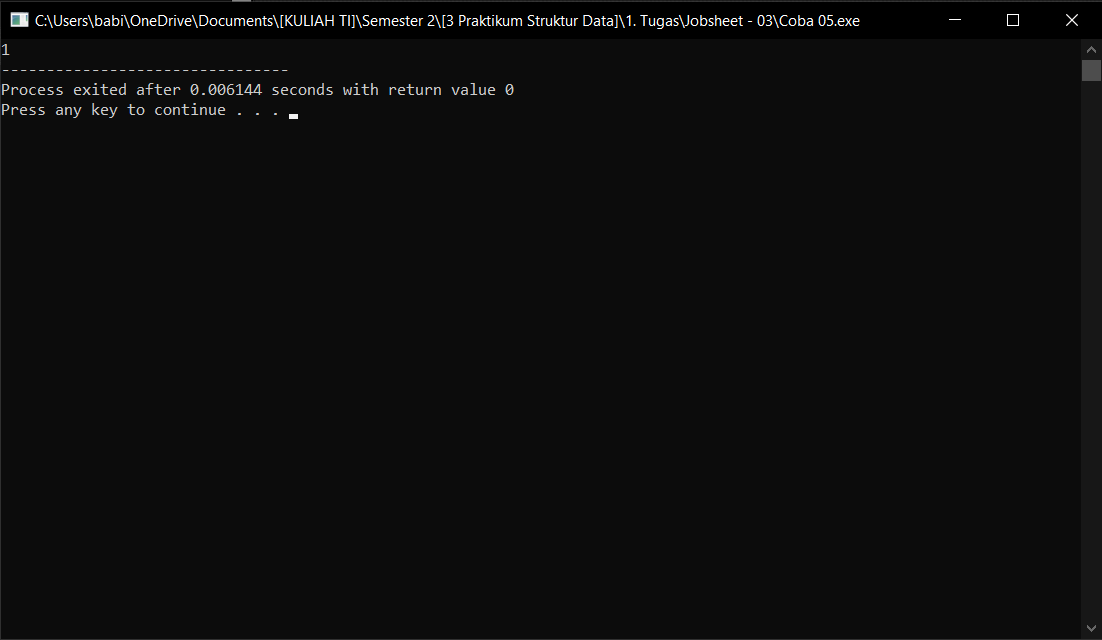 C:\Users\babi\OneDrive\Documents\[KULIAH TI]\Semester 2\[3 Praktikum Struktur Data]\1. Tugas\Jobsheet - 03\Coba 05.exe
1
--------------------------------
Process exited after 0.006144 seconds with return value 0
Press any key to continue . . .